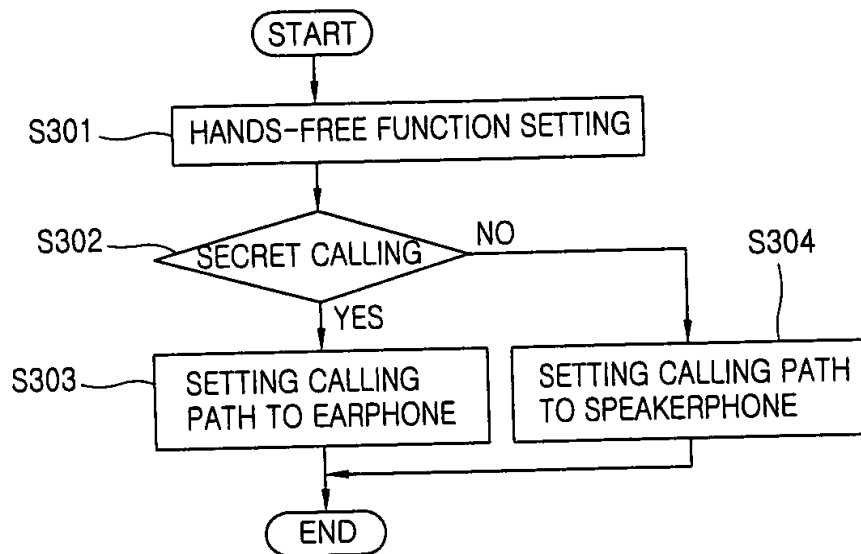 START
S301
HANDS-FREE FUNCTION SETTING
S302
SECRET CALLING
NO
S304
YES
S303
SETTING CALLING
PATH TO EARPHONE
SETTING CALLING PATH
TO SPEAKERPHONE
END